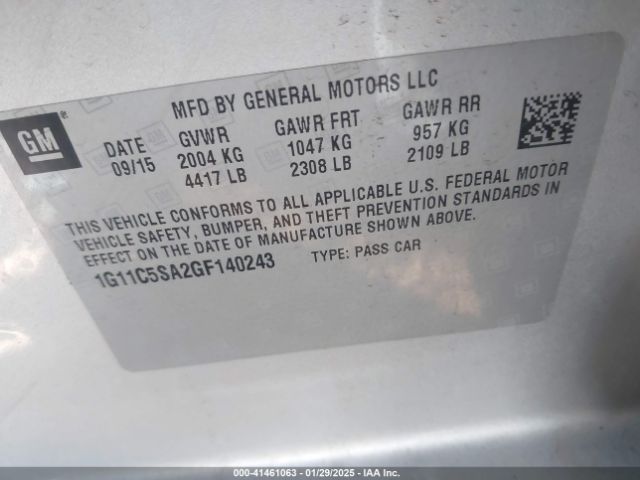 GM
MFD BY GENERAL MOTORS LLC
DATE GVWR GAWR FRT GAWR RR
09/15 2004 KG 1047 KG 957 KG
4417 LB 2308 LB 2109 LB
THIS VEHICLE CONFORMS TO ALL APPLICABLE U.S. FEDERAL MOTOR
VEHICLE SAFETY, BUMPER, AND THEFT PREVENTION STANDARDS IN
EFFECT ON THE DATE OF MANUFACTURE SHOWN ABOVE.
1G11C5SA2GF140243 TYPE: PASS CAR
000-41461063 / 01/29/2025 - IAA Inc.